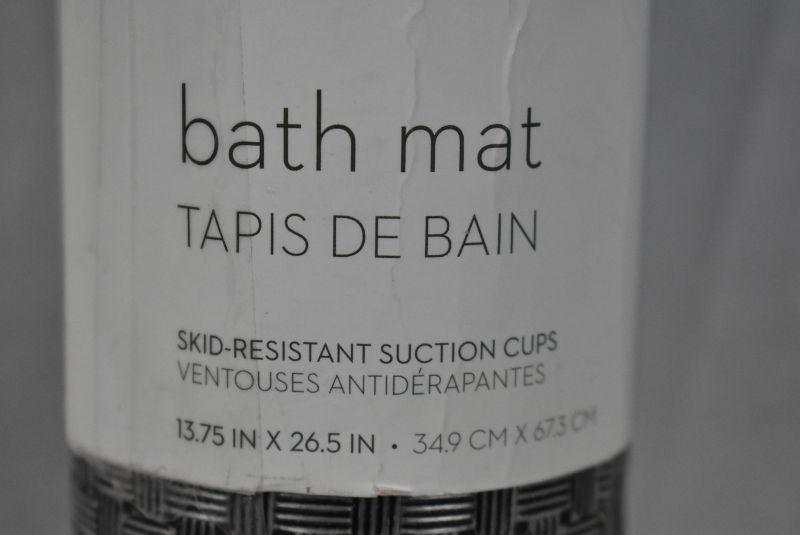 bath mat
TAPIS DE BAIN
SKID-RESISTANT SUCTION CUPS
VENTOUSES ANTIDÉRAPANTES
13.75 IN X 26.5 IN • 34.9 CM X 67.3 CM